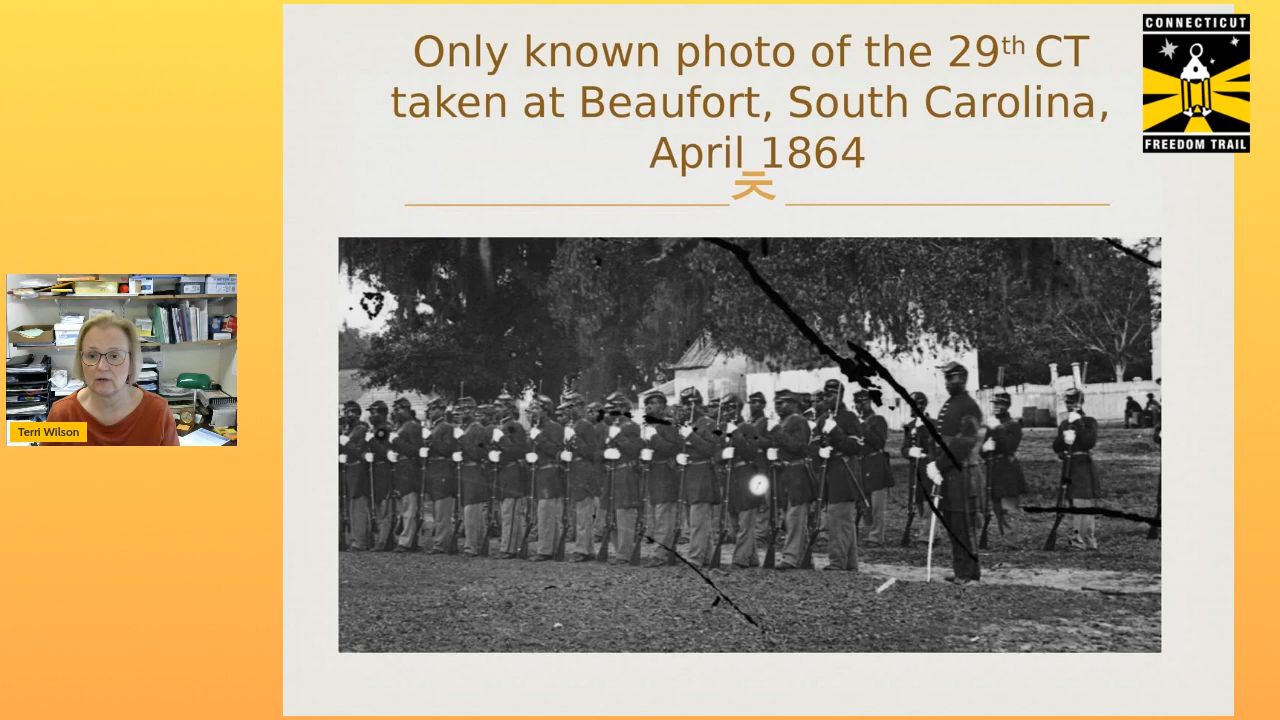 Only known photo of the 29th CT
taken at Beaufort, South Carolina,
April 1864
CONNECTICUT
FREEDOM TRAIL
Terri Wilson